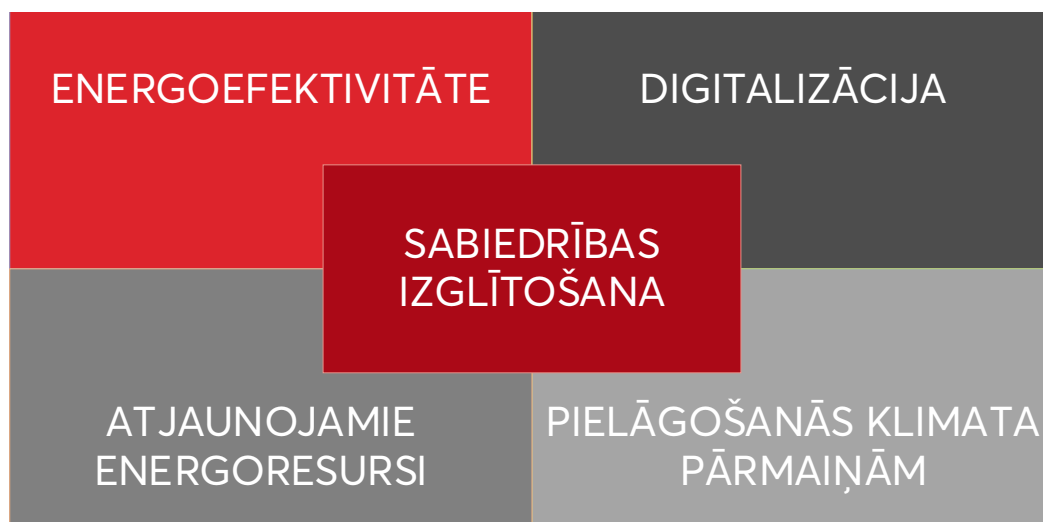 ENERGOEFEKTIVITĀTE
DIGITALIZĀCIJA
SABIEDRĪBAS
IZGLĪTOŠANA
ATJAUNOJAMIE
ENERGORESURSI
PIELĀGOŠANĀS KLIMATA
PĀRMAIŅĀM